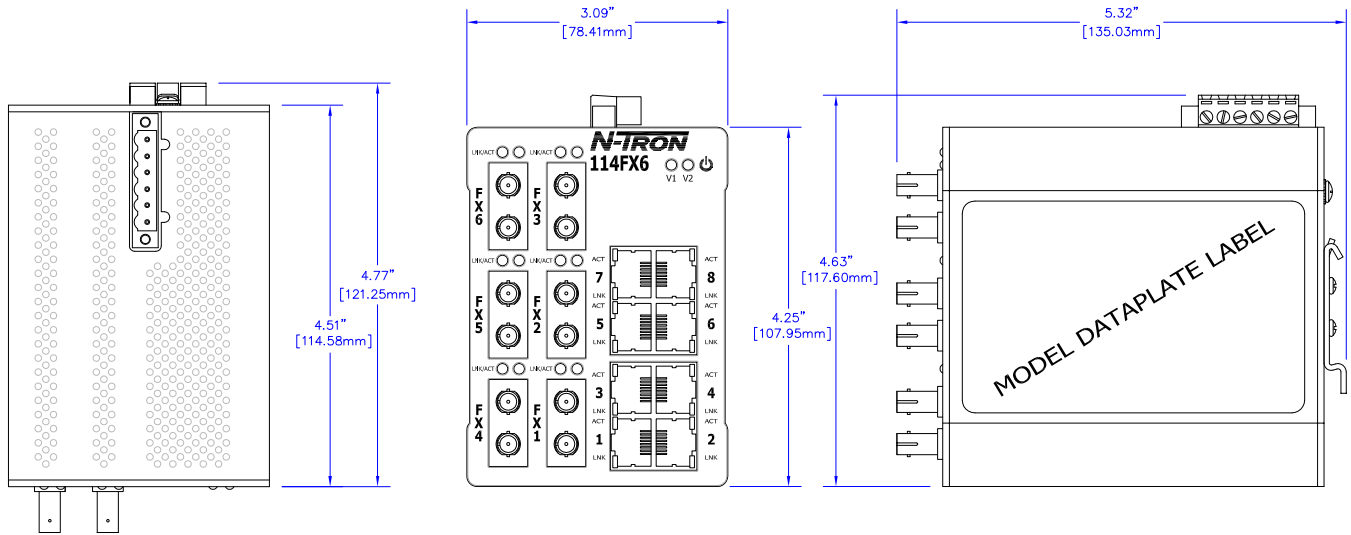 3.09"
[78.41mm]
5.32"
[135.03mm]
N-TRON
114FX6
V1 V2
LNK/ACT LNK/ACT
FX6 FX3
4.77"
[121.25mm]
4.51"
[114.58mm]
4.63"
[117.60mm]
4.25"
[107.95mm]
ACT ACT
7 8
LNK LNK
ACT ACT
5 6
LNK LNK
LNK/ACT LNK/ACT
FX5 FX2
LNK/ACT LNK/ACT
FX4 FX1
ACT ACT
3 4
LNK LNK
ACT ACT
1 2
LNK LNK
MODEL DATAPLATE LABEL